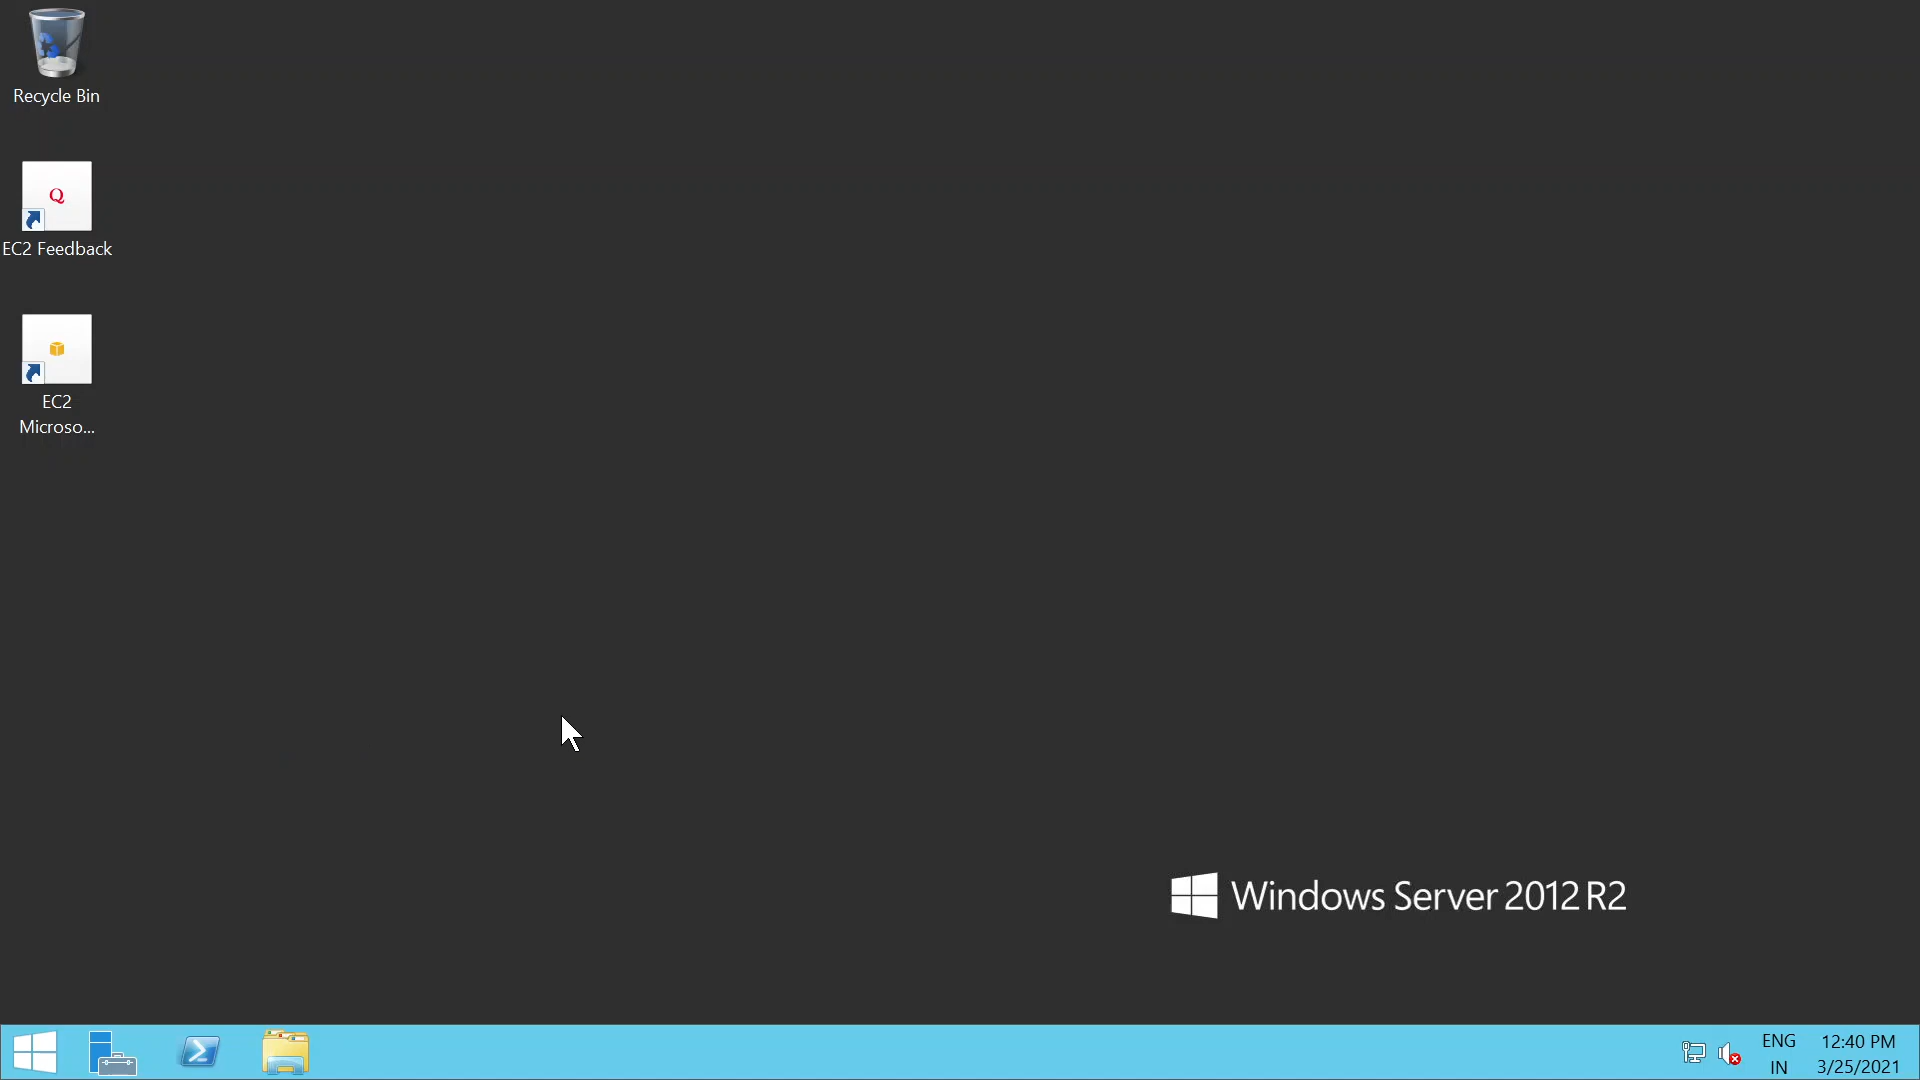 Recycle Bin
Q
EC2 Feedback
EC2
Microso...
Windows Server 2012 R2
ENG
IN
12:40 PM
3/25/2021